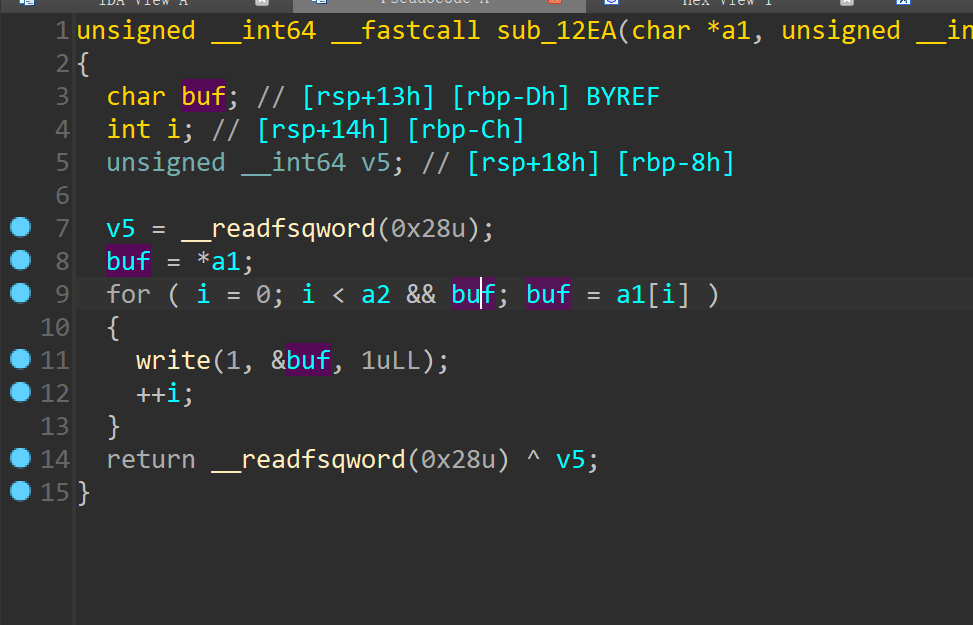 IDA View A Pseudocode A Hex View 1
1 unsigned __int64 __fastcall sub_12EA(char *a1, unsigned __in
2 {
3 char buf; // [rsp+13h] [rbp-Dh] BYREF
4 int i; // [rsp+14h] [rbp-Ch]
5 unsigned __int64 v5; // [rsp+18h] [rbp-8h]
6
7 v5 = __readfsqword(0x28u);
8 buf = *a1;
9 for ( i = 0; i < a2 && buf; buf = a1[i] )
10 {
11 write(1, &buf, 1uLL);
12 ++i;
13 }
14 return __readfsqword(0x28u) ^ v5;
15 }